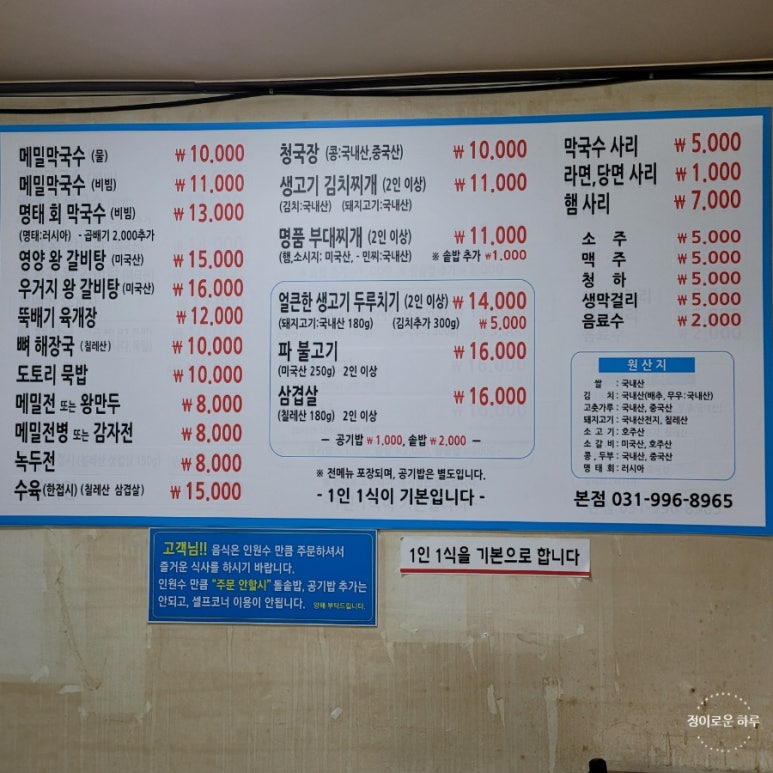 메밀막국수 (물) ₩ 10,000
메밀막국수 (비빔) ₩ 11,000
명태 회 막국수 (비빔) ₩ 13,000
(명태:러시아) - 곱배기 2,000추가
영양 왕 갈비탕 (미국산) ₩ 15,000
우거지 왕 갈비탕 (미국산) ₩ 16,000
뚝배기 육개장 ₩ 12,000
뼈 해장국 (칠레산) ₩ 10,000
도토리 묵밥 ₩ 10,000
메밀전 또는 왕만두 ₩ 8,000
메밀전병 또는 감자전 ₩ 8,000
녹두전 ₩ 8,000
수육 (한접시) (칠레산 삼겹살) ₩ 15,000
청국장 (콩:국내산,중국산) ₩ 10,000
생고기 김치찌개 (2인 이상) ₩ 11,000
(김치:국내산) (돼지고기:국내산)
명품 부대찌개 (2인 이상) ₩ 11,000
(햄,소시지: 미국산, - 민찌:국내산) ※ 솥밥 추가 ₩1,000
얼큰한 생고기 두루치기 (2인 이상) ₩ 14,000
(돼지고기:국내산 180g) (김치추가 300g) ₩ 5,000
파 불고기 ₩ 16,000
(미국산 250g) 2인 이상
삼겹살 ₩ 16,000
(칠레산 180g) 2인 이상
- 공기밥 ₩ 1,000, 솥밥 ₩ 2,000 -
※ 전메뉴 포장되며, 공기밥은 별도입니다.
- 1인 1식이 기본입니다 -
막국수 사리 ₩ 5,000
라면,당면 사리 ₩ 1,000
햄 사리 ₩ 7,000
소 주 ₩ 5,000
맥 주 ₩ 5,000
청 하 ₩ 5,000
생막걸리 ₩ 5,000
음료수 ₩ 2,000
원산지
쌀 : 국내산
김 치 : 국내산(배추, 무우:국내산)
고춧가루 : 국내산, 중국산
돼지고기 : 국내산전지, 칠레산
소 고 기 : 호주산
소 갈 비 : 미국산, 호주산
콩 , 두부 : 국내산, 중국산
명 태 회 : 러시아
본점 031-996-8965
고객님!! 음식은 인원수 만큼 주문하셔서
즐거운 식사를 하시기 바랍니다.
인원수 만큼 "주문 안할시" 돌솥밥, 공기밥 추가는
안되고, 셀프코너 이용이 안됩니다. 양해 부탁드립니다.
1인 1식을 기본으로 합니다
정이로운 하루